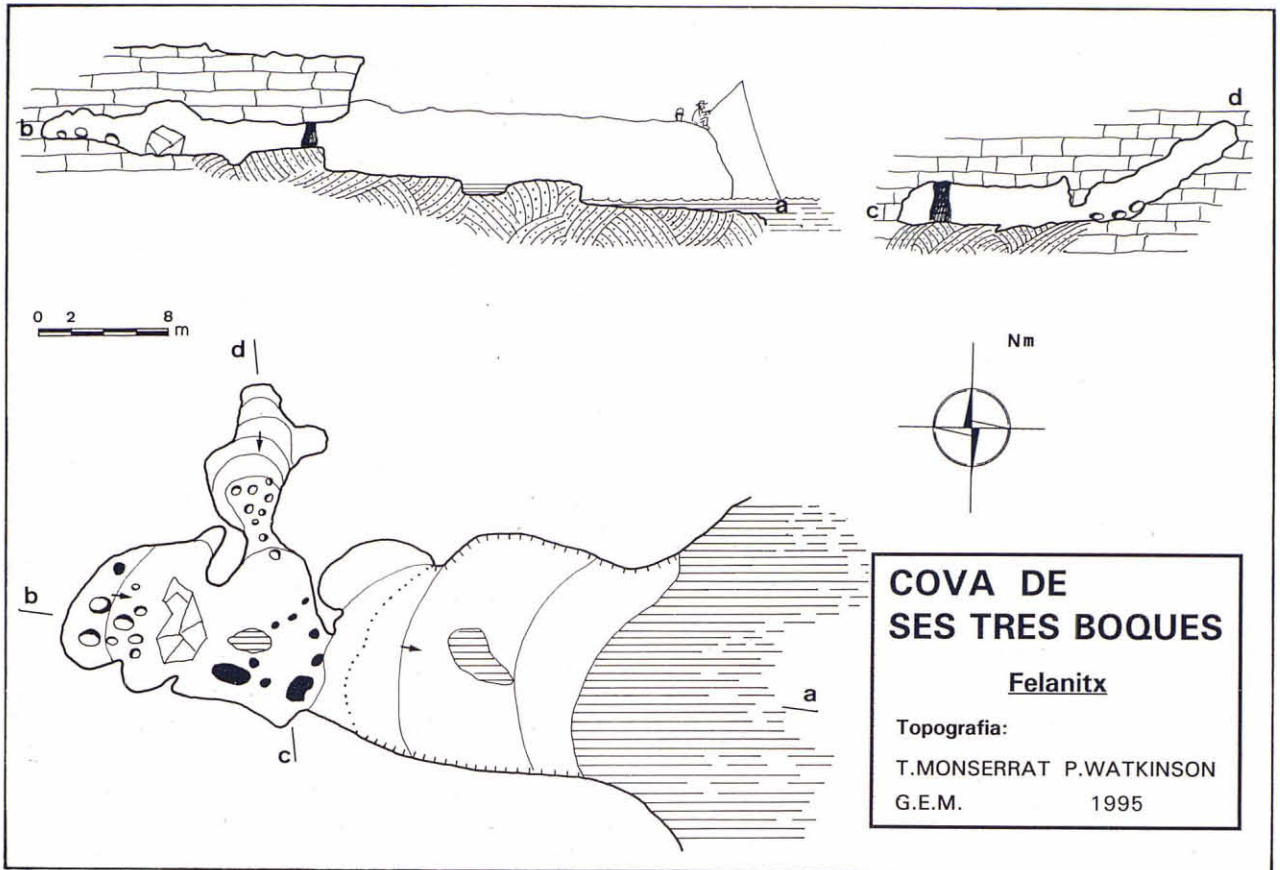 b
a
c
d
0 2 8 m
Nm
d
b
a
c
COVA DE
SES TRES BOQUES
Felanitx
Topografia:
T.MONSERRAT P.WATKINSON
G.E.M. 1995